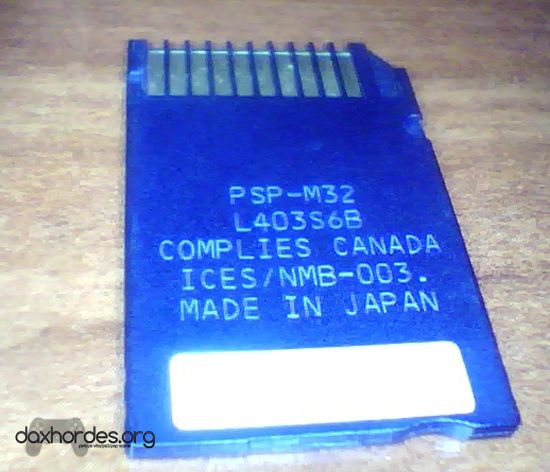 PSP-M32
L403S6B
COMPLIES CANADA
ICES/NMB-003.
MADE IN JAPAN
daxhordes.org